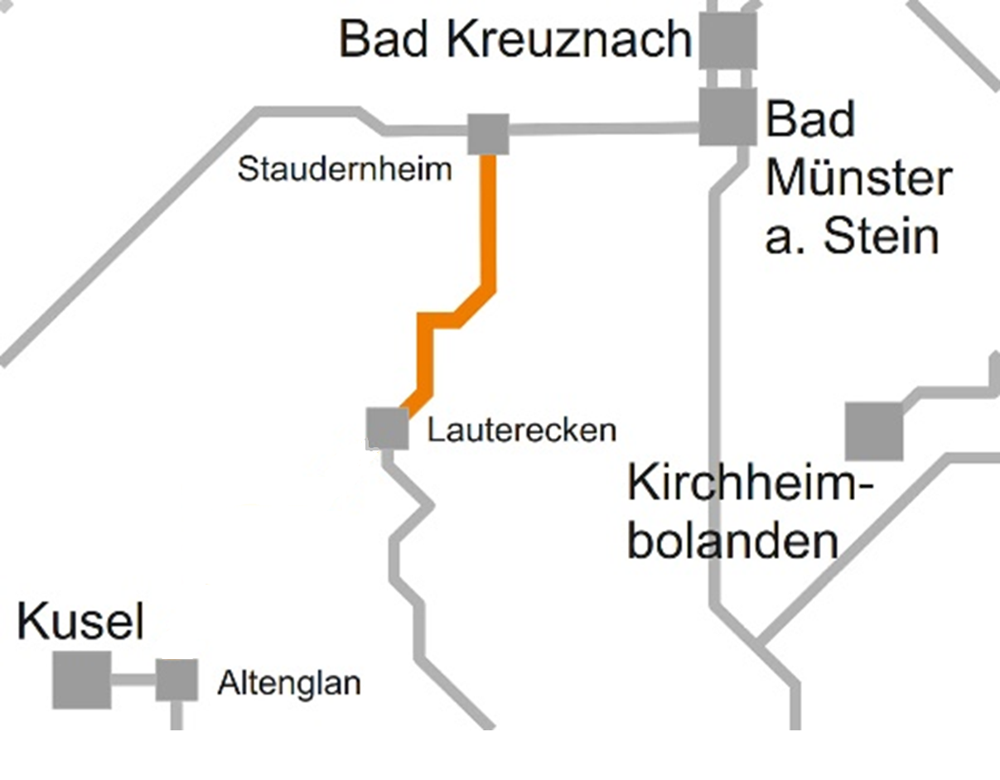 Bad Kreuznach
Bad
Münster
a. Stein
Staudernheim
Lauterecken
Kirchheim-
bolanden
Kusel
Altenglan